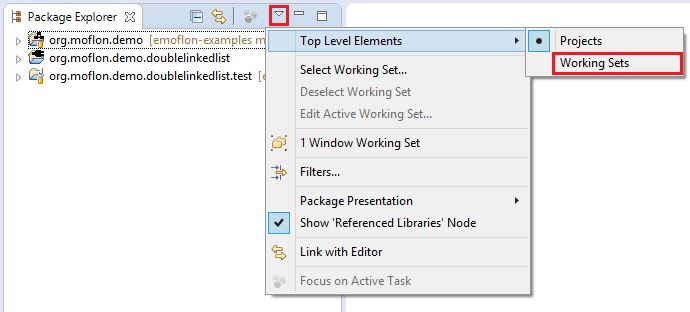 Package Explorer
org.moflon.demo [emoflon-examples m
org.moflon.demo.doublelinkedlist
org.moflon.demo.doublelinkedlist.test [e
Top Level Elements
Projects
Working Sets
Select Working Set...
Deselect Working Set
Edit Active Working Set...
1 Window Working Set
Filters...
Package Presentation
Show 'Referenced Libraries' Node
Link with Editor
Focus on Active Task